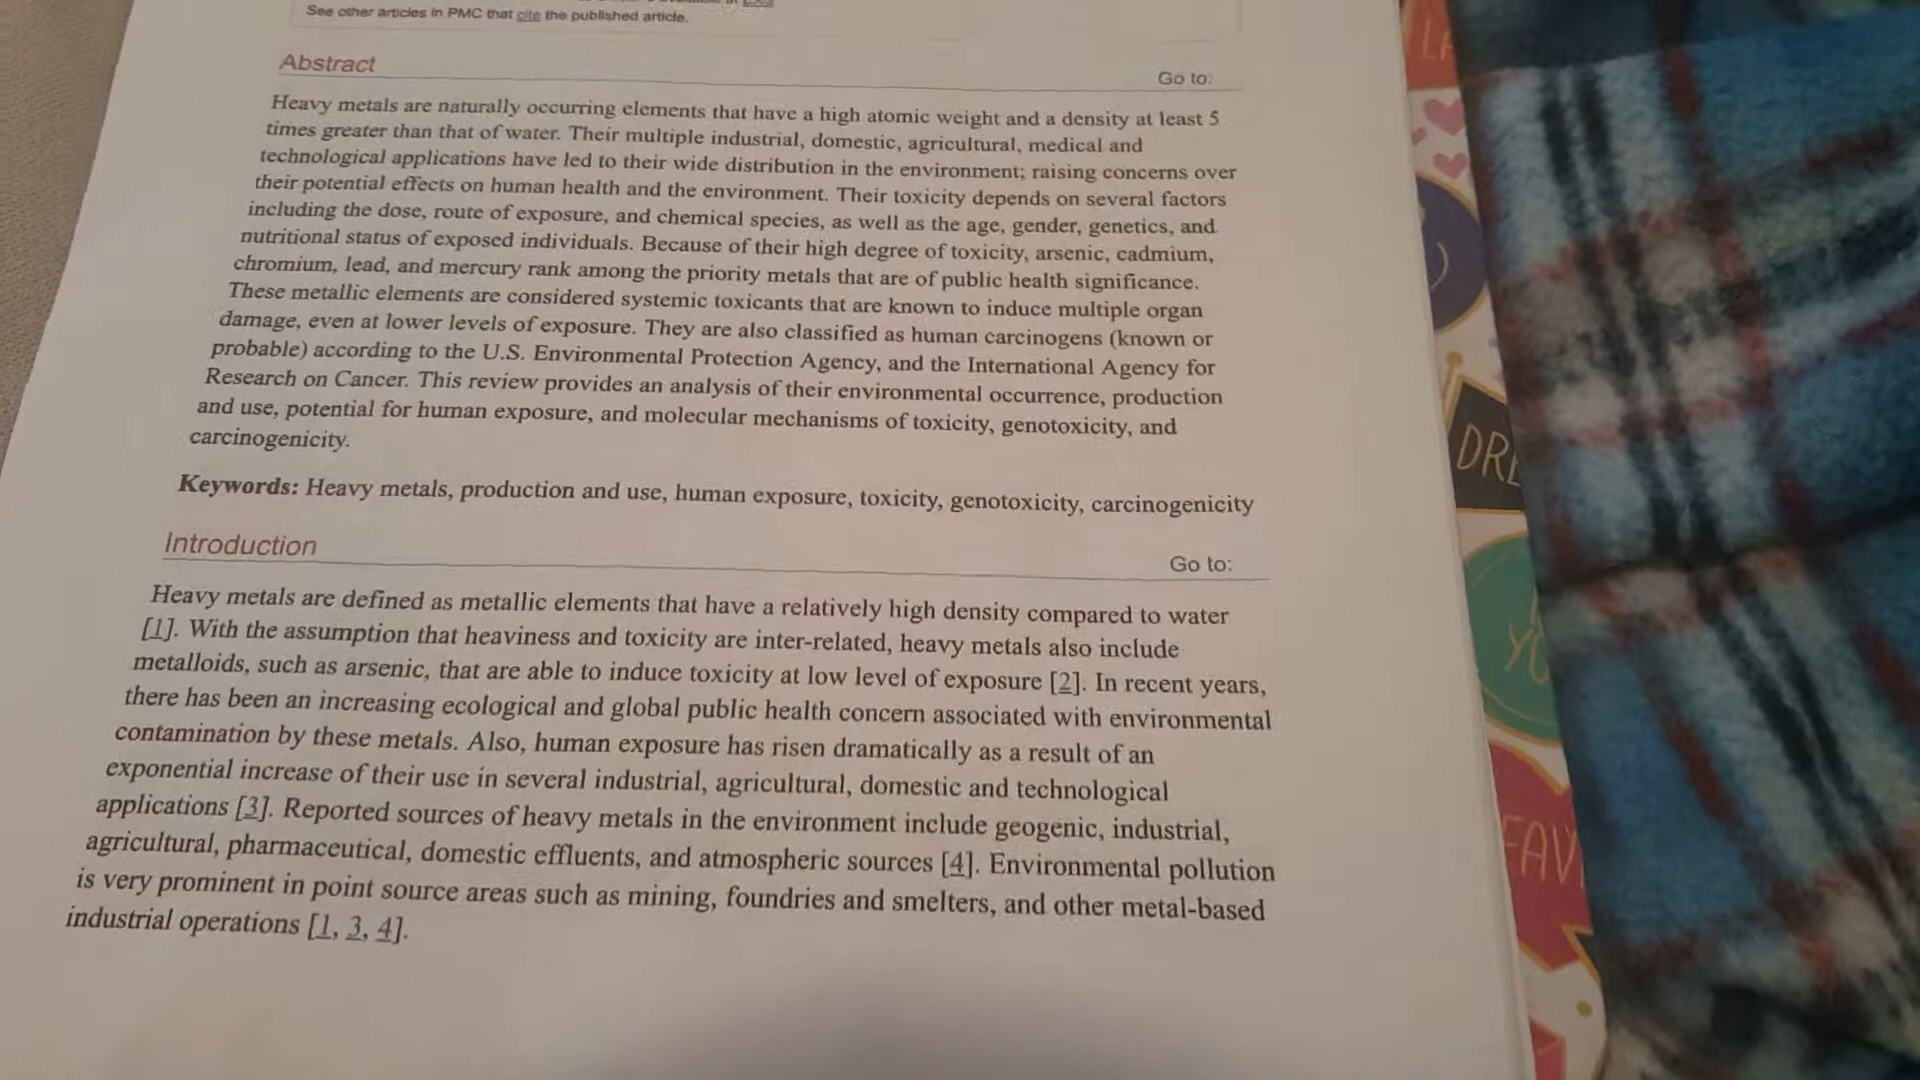 See other articles in PMC that cite the published article.
Abstract
Go to:
Heavy metals are naturally occurring elements that have a high atomic weight and a density at least 5
times greater than that of water. Their multiple industrial, domestic, agricultural, medical and
technological applications have led to their wide distribution in the environment; raising concerns over
their potential effects on human health and the environment. Their toxicity depends on several factors
including the dose, route of exposure, and chemical species, as well as the age, gender, genetics, and
nutritional status of exposed individuals. Because of their high degree of toxicity, arsenic, cadmium,
chromium, lead, and mercury rank among the priority metals that are of public health significance.
These metallic elements are considered systemic toxicants that are known to induce multiple organ
damage, even at lower levels of exposure. They are also classified as human carcinogens (known or
probable) according to the U.S. Environmental Protection Agency, and the International Agency for
Research on Cancer. This review provides an analysis of their environmental occurrence, production
and use, potential for human exposure, and molecular mechanisms of toxicity, genotoxicity, and
carcinogenicity.
Keywords: Heavy metals, production and use, human exposure, toxicity, genotoxicity, carcinogenicity
Introduction
Go to:
Heavy metals are defined as metallic elements that have a relatively high density compared to water
[1]. With the assumption that heaviness and toxicity are inter-related, heavy metals also include
metalloids, such as arsenic, that are able to induce toxicity at low level of exposure [2]. In recent years,
there has been an increasing ecological and global public health concern associated with environmental
contamination by these metals. Also, human exposure has risen dramatically as a result of an
exponential increase of their use in several industrial, agricultural, domestic and technological
applications [3]. Reported sources of heavy metals in the environment include geogenic, industrial,
agricultural, pharmaceutical, domestic effluents, and atmospheric sources [4]. Environmental pollution
is very prominent in point source areas such as mining, foundries and smelters, and other metal-based
industrial operations [1, 3, 4].
DRE
YO
FAV